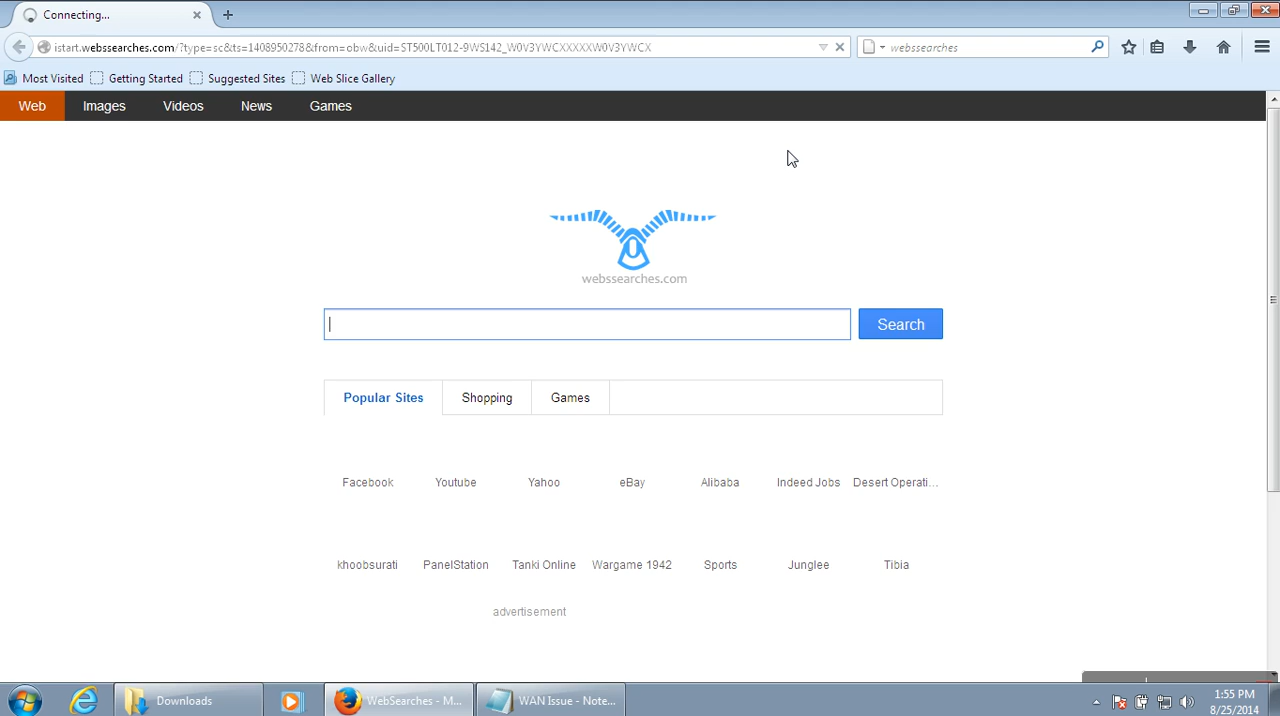 Connecting...
istart.webssearches.com/?type=sc&ts=1408950278&from=obw&uid=ST500LT012-9WS142_W0V3YWCXXXXXW0V3YWCX
webssearches
Most Visited Getting Started Suggested Sites Web Slice Gallery
Web Images Videos News Games
webssearches.com
Search
Popular Sites Shopping Games
Facebook Youtube Yahoo eBay Alibaba Indeed Jobs Desert Operati...
khoobsurati PanelStation Tanki Online Wargame 1942 Sports Junglee Tibia
advertisement
Downloads WebSearches - M... WAN Issue - Note...
1:55 PM
8/25/2014